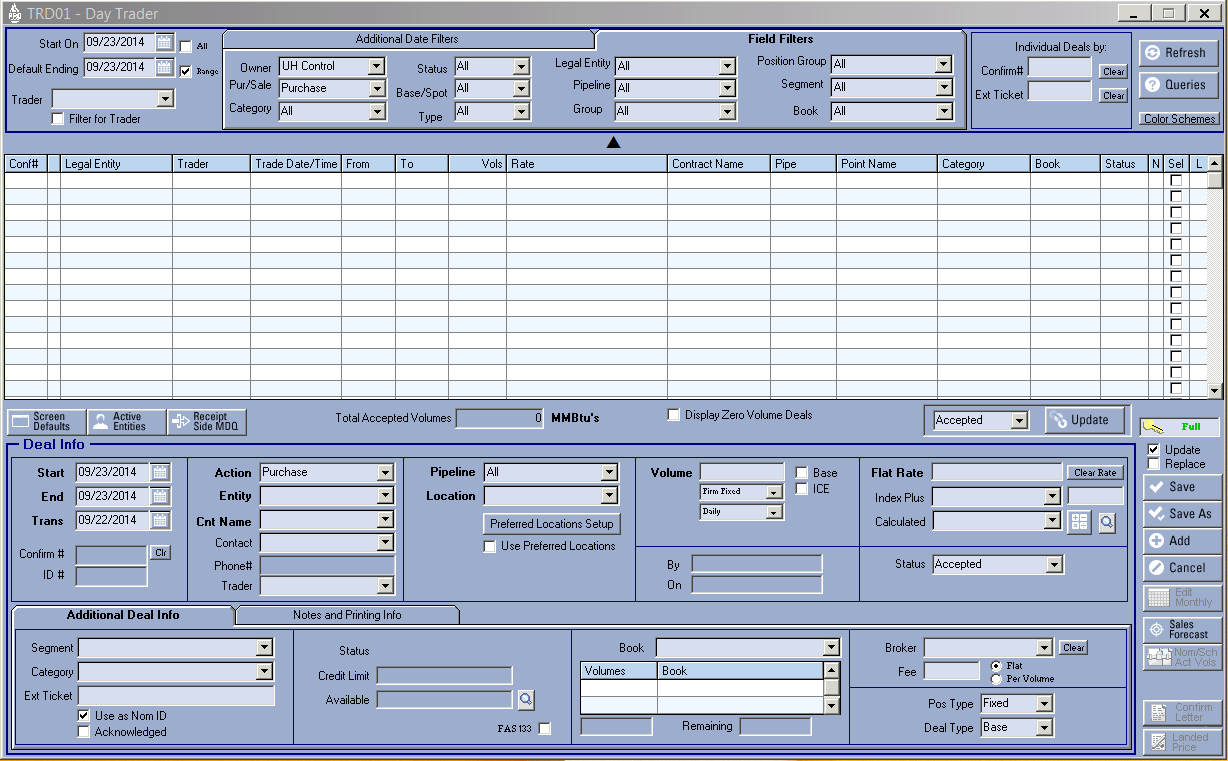 TRD01 - Day Trader
Start On 09/23/2014 All
Default Ending 09/23/2014 Range
Trader
Filter for Trader
Additional Date Filters Field Filters
Owner UH Control Status All Legal Entity All Position Group All
Pur/Sale Purchase Base/Spot All Pipeline All Segment All
Category All Type All Group All Book All
Individual Deals by:
Confirm# Clear
Ext Ticket Clear
Refresh
Queries
Color Schemes
Conf# Legal Entity Trader Trade Date/Time From To Vols Rate Contract Name Pipe Point Name Category Book Status N Sel L
Screen Defaults Active Entities Receipt Side MDQ Total Accepted Volumes 0 MMBtu's Display Zero Volume Deals Accepted Update
Full
Update
Replace
Save
Save As
Add
Cancel
Edit Monthly
Sales Forecast
Nom/Sch Act Vols
Confirm Letter
Landed Price
Deal Info
Start 09/23/2014
End 09/23/2014
Trans 09/22/2014
Confirm # Clr
ID #
Action Purchase
Entity
Cnt Name
Contact
Phone#
Trader
Pipeline All
Location
Preferred Locations Setup
Use Preferred Locations
Volume Base
Firm Fixed ICE
Daily
By
On
Flat Rate Clear Rate
Index Plus
Calculated
Status Accepted
Additional Deal Info Notes and Printing Info
Segment
Category
Ext Ticket
Use as Nom ID
Acknowledged
Status
Credit Limit
Available
FAS 133
Book
Volumes Book
Remaining
Broker Clear
Fee Flat
Per Volume
Pos Type Fixed
Deal Type Base